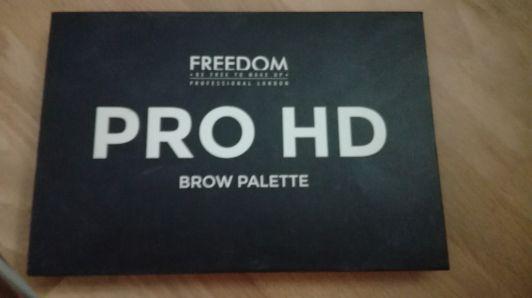 FREEDOM
• BE FREE TO MAKE UP •
PROFESSIONAL LONDON
PRO HD
BROW PALETTE